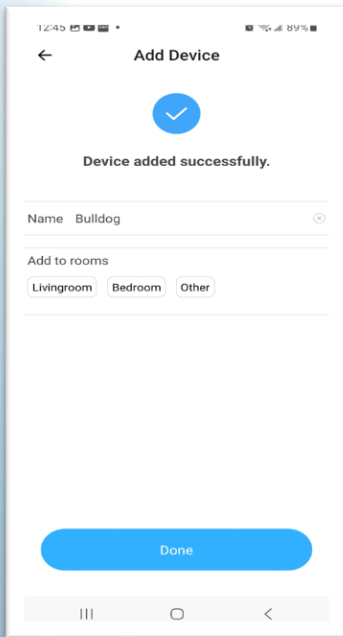 12:45 89%
Add Device
Device added successfully.
Name Bulldog
Add to rooms
Livingroom Bedroom Other
Done